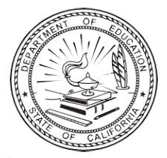 DEPARTMENT OF EDUCATION
STATE OF CALIFORNIA